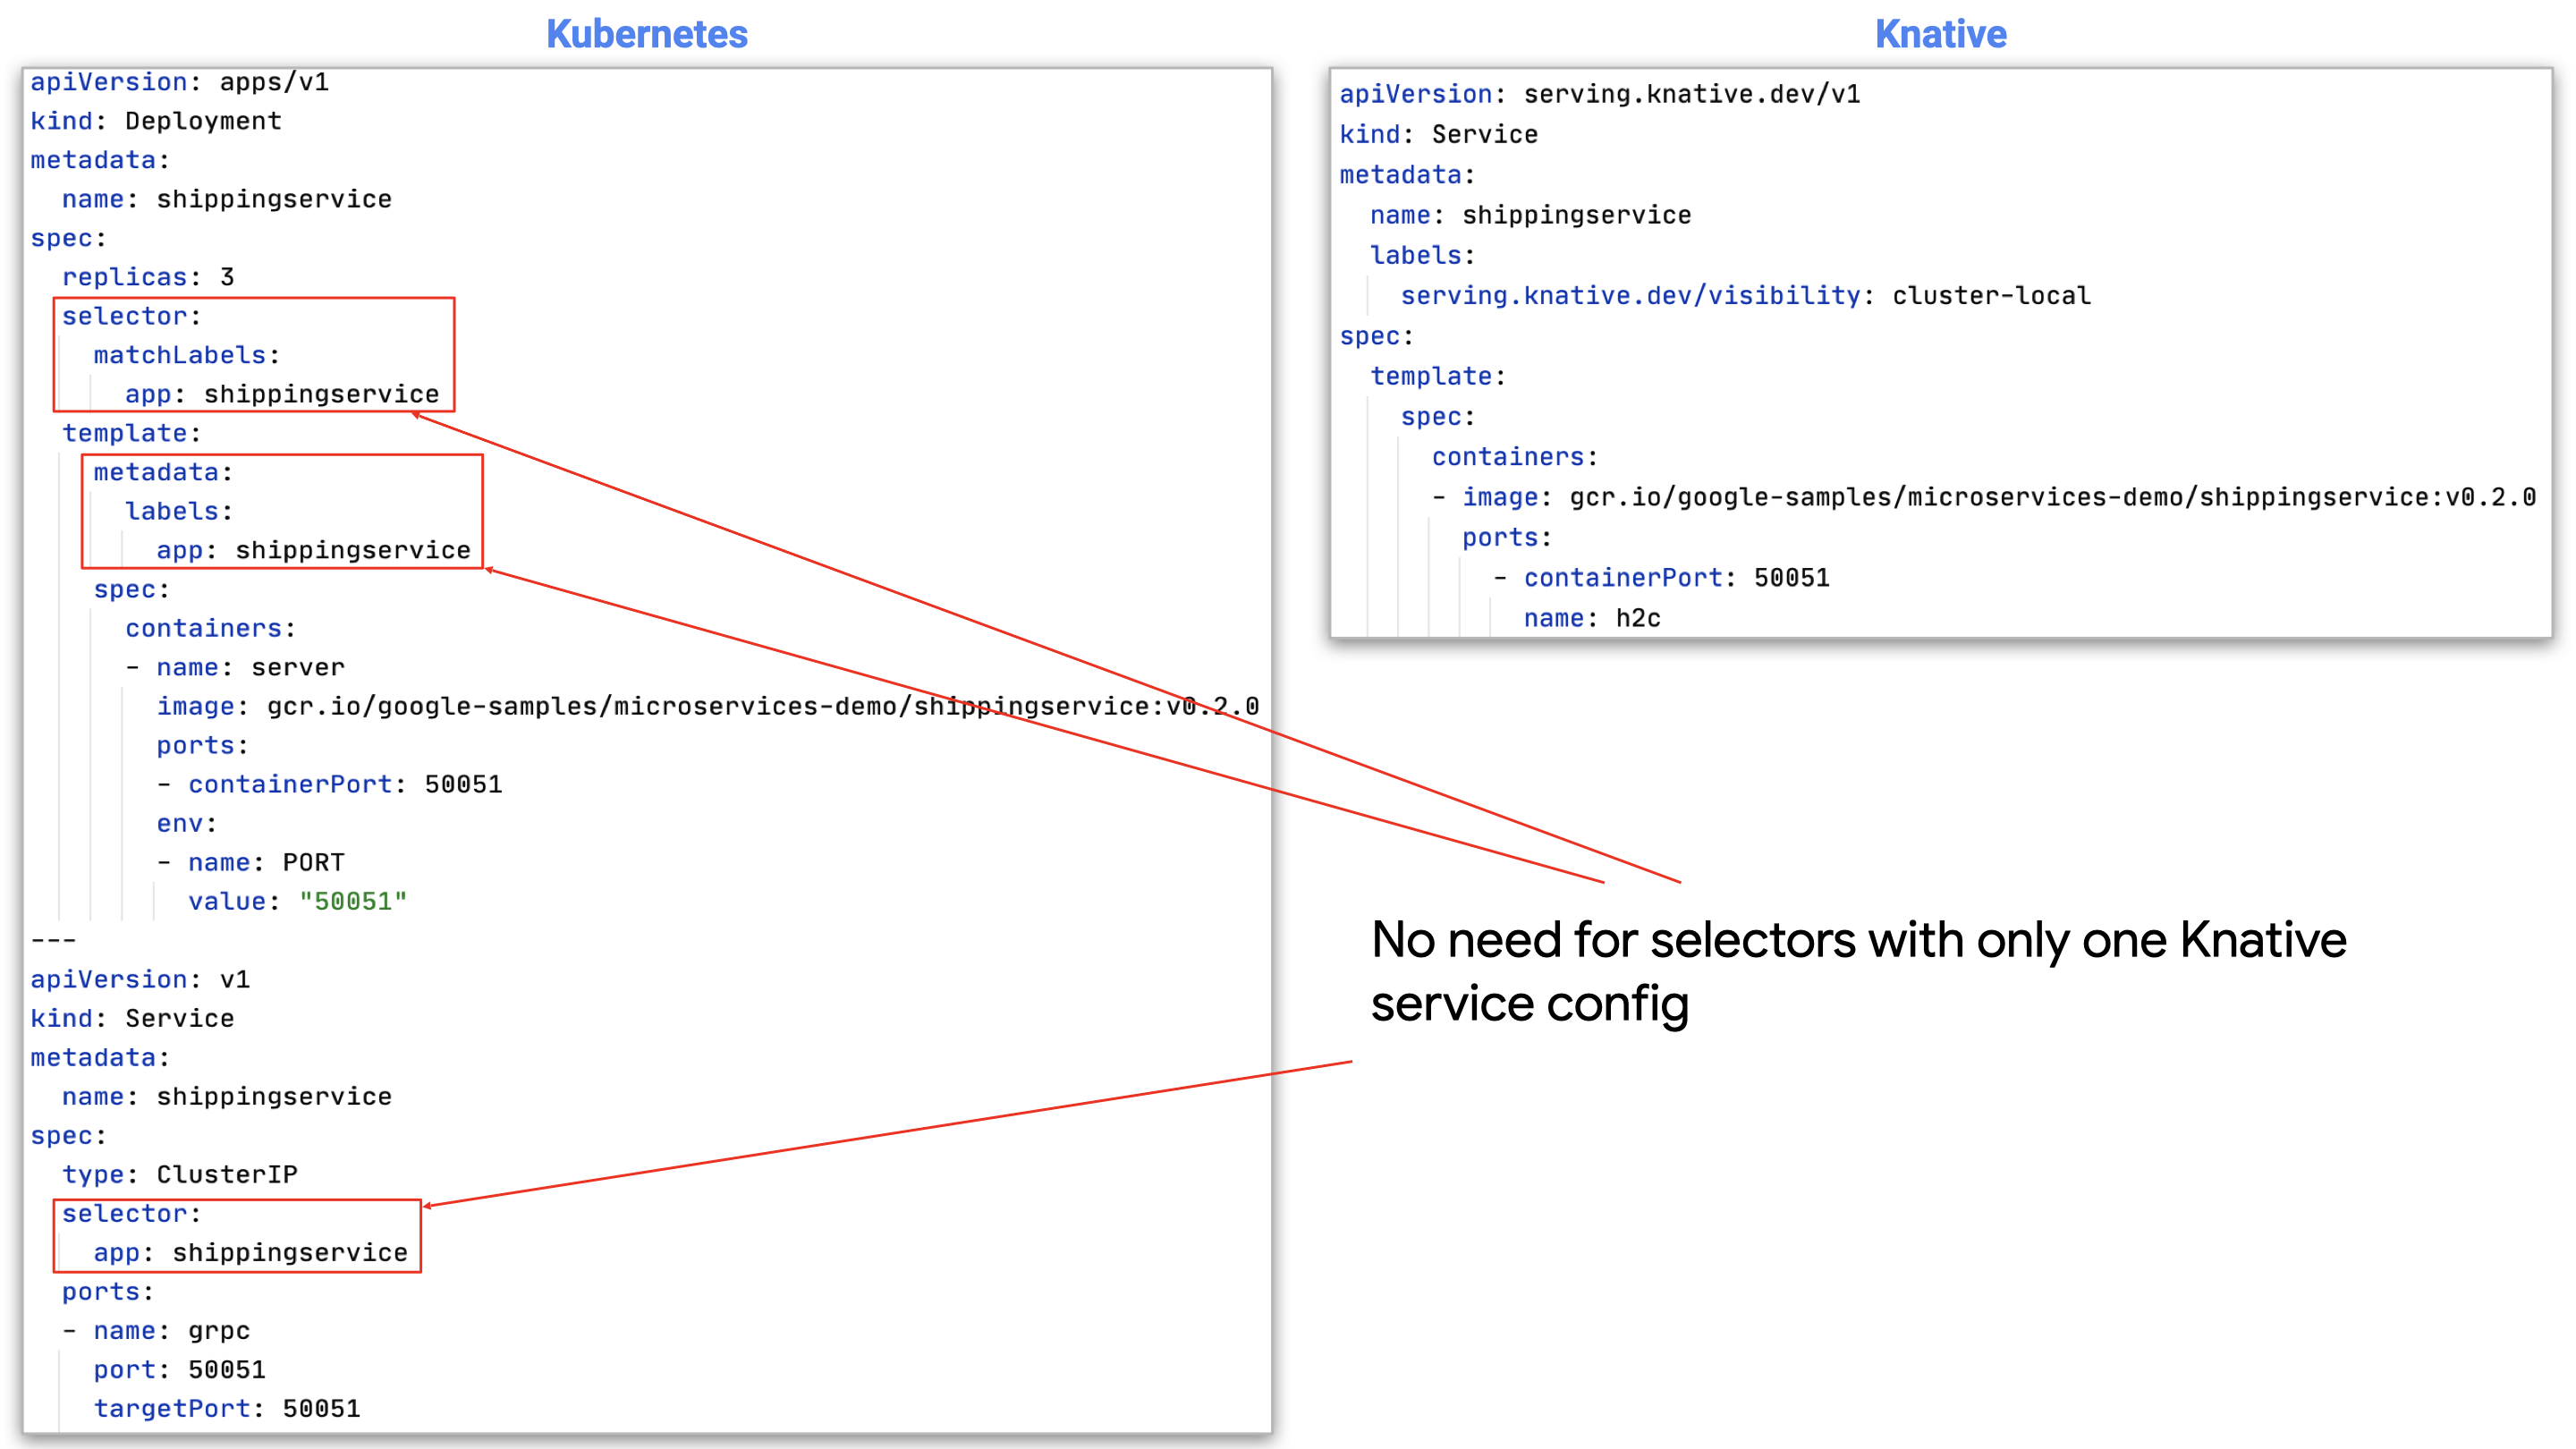 Kubernetes
apiVersion: apps/v1
kind: Deployment
metadata:
  name: shippingservice
spec:
  replicas: 3
  selector:
    matchLabels:
      app: shippingservice
  template:
    metadata:
      labels:
        app: shippingservice
    spec:
      containers:
      - name: server
        image: gcr.io/google-samples/microservices-demo/shippingservice:v0.2.0
        ports:
        - containerPort: 50051
        env:
        - name: PORT
          value: "50051"
---
apiVersion: v1
kind: Service
metadata:
  name: shippingservice
spec:
  type: ClusterIP
  selector:
    app: shippingservice
  ports:
  - name: grpc
    port: 50051
    targetPort: 50051
Knative
apiVersion: serving.knative.dev/v1
kind: Service
metadata:
  name: shippingservice
  labels:
    serving.knative.dev/visibility: cluster-local
spec:
  template:
    spec:
      containers:
      - image: gcr.io/google-samples/microservices-demo/shippingservice:v0.2.0
        ports:
          - containerPort: 50051
            name: h2c
No need for selectors with only one Knative
service config